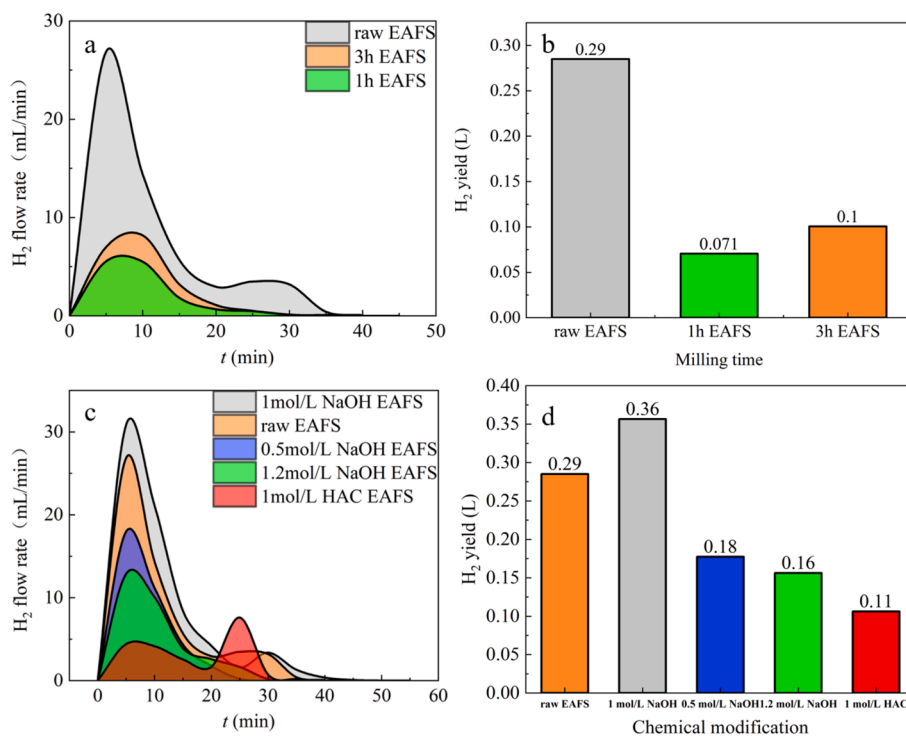 a
raw EAFS
3h EAFS
1h EAFS
30
20
10
0
H₂ flow rate（mL/min）
0 10 20 30 40 50
t (min)
b
0.30
0.25
0.20
0.15
0.10
0.05
0.00
H₂ yield (L)
0.29
0.071
0.1
raw EAFS 1h EAFS 3h EAFS
Milling time
c
1mol/L NaOH EAFS
raw EAFS
0.5mol/L NaOH EAFS
1.2mol/L NaOH EAFS
1mol/L HAC EAFS
30
20
10
0
H₂ flow rate（mL/min）
0 10 20 30 40 50 60
t (min)
d
0.40
0.35
0.30
0.25
0.20
0.15
0.10
0.05
0.00
H₂ yield (L)
0.29
0.36
0.18
0.16
0.11
raw EAFS 1 mol/L NaOH 0.5 mol/L NaOH 1.2 mol/L NaOH 1 mol/L HAC
Chemical modification